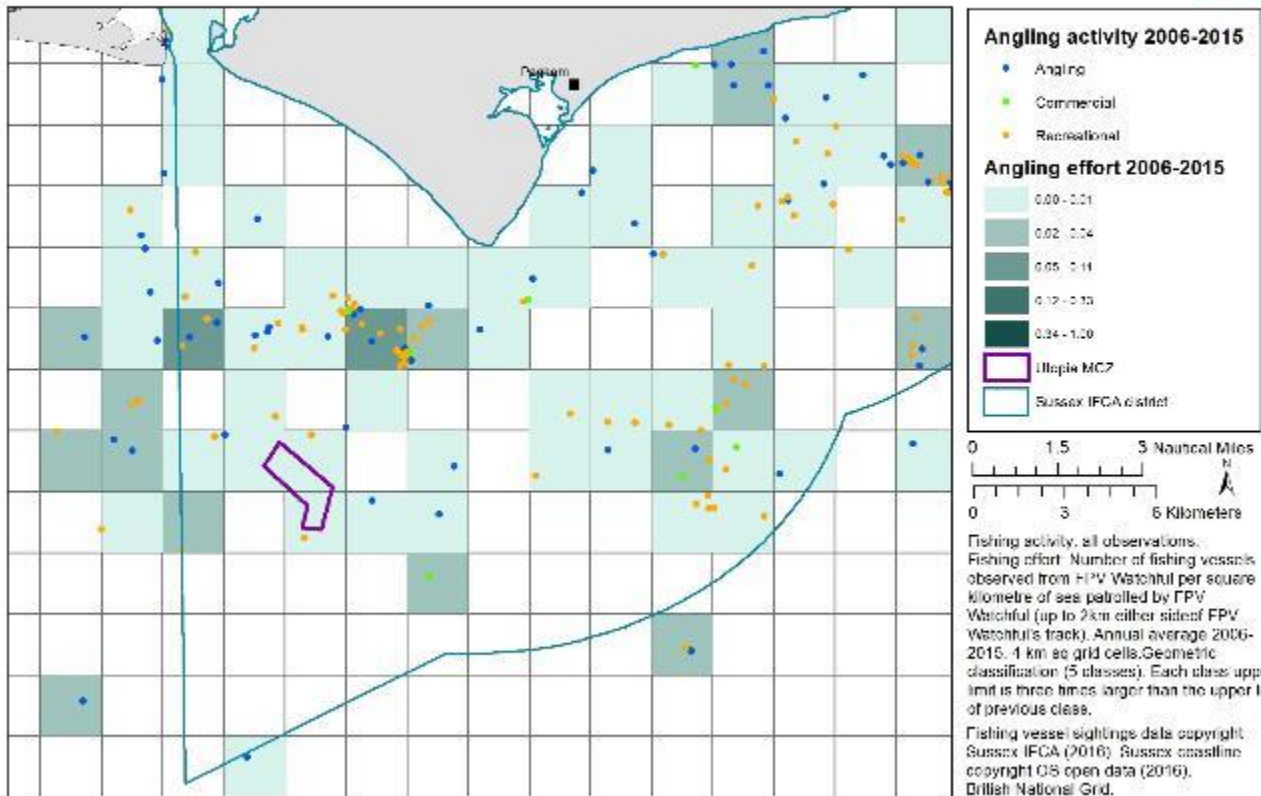 Pagham
Angling activity 2006-2015
Angling
Commercial
Recreational
Angling effort 2006-2015
0.00 - 0.01
0.02 - 0.04
0.05 - 0.11
0.12 - 0.33
0.34 - 1.00
Utopia MCZ
Sussex IFCA district
0 1.5 3 Nautical Miles
N
0 3 6 Kilometers
Fishing activity: all observations.
Fishing effort: Number of fishing vessels
observed from FPV Watchful per square
kilometre of sea patrolled by FPV
Watchful (up to 2km either side of FPV
Watchful's track). Annual average 2006-
2015. 4 km sq grid cells. Geometric
classification (5 classes). Each class upp
limit is three times larger than the upper l
of previous class.
Fishing vessel sightings data copyright
Sussex IFCA (2016). Sussex coastline
copyright OS open data (2016).
British National Grid.